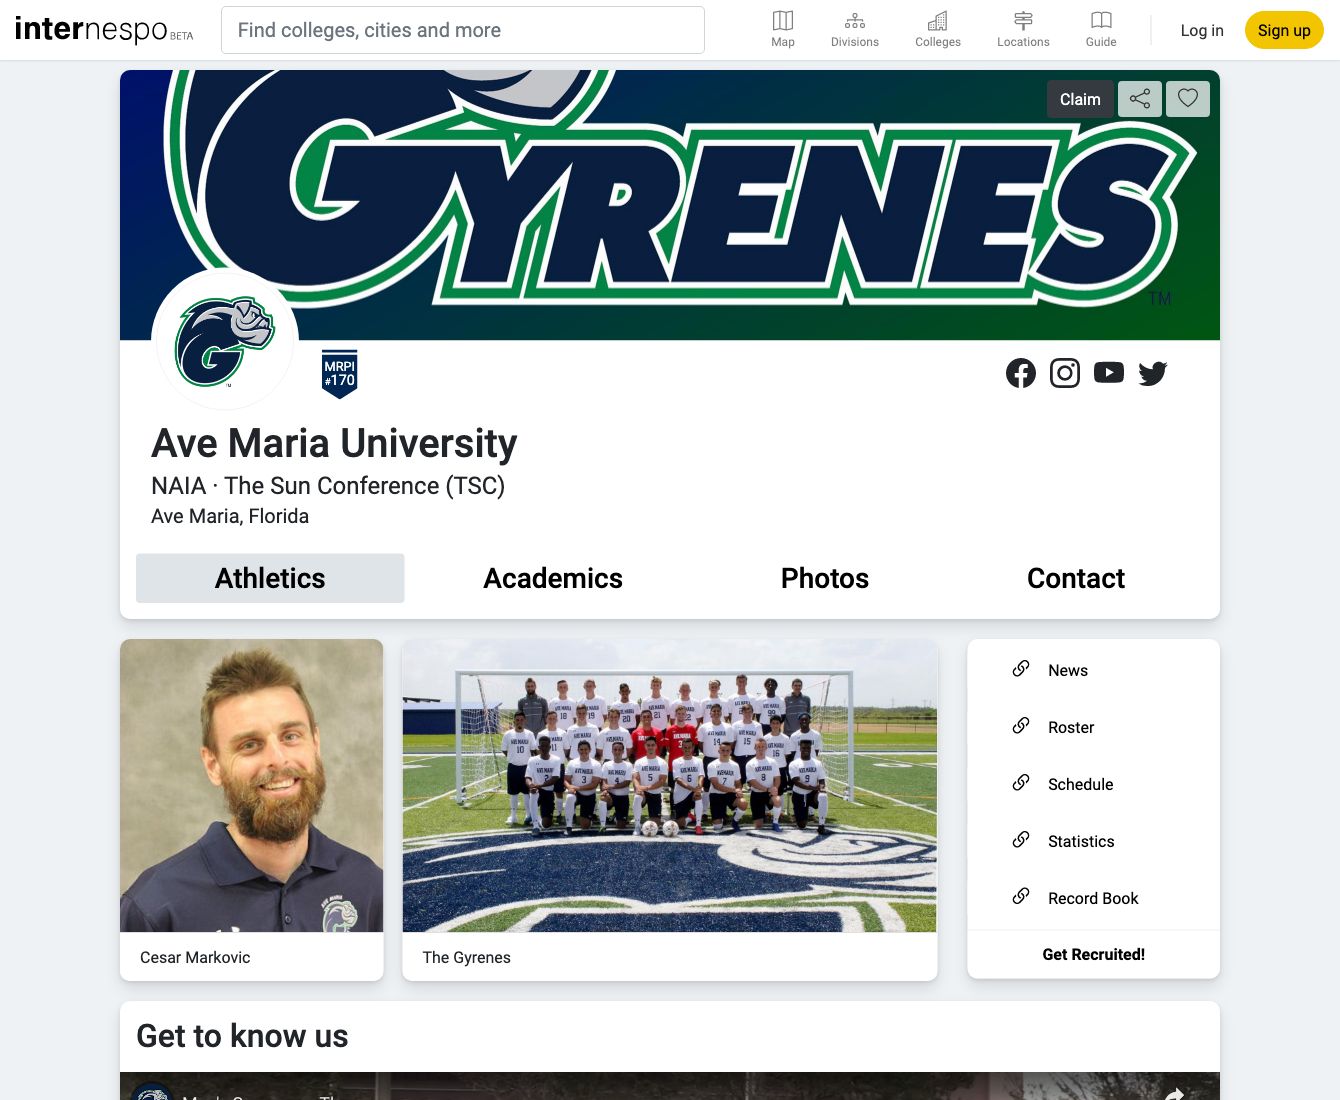 internespo BETA
Find colleges, cities and more
Map
Divisions
Colleges
Locations
Guide
Log in
Sign up
GYRENES
TM
Claim
G
MRPI
#170
Ave Maria University
NAIA · The Sun Conference (TSC)
Ave Maria, Florida
Athletics
Academics
Photos
Contact
AVE MARIA
Cesar Markovic
The Gyrenes
News
Roster
Schedule
Statistics
Record Book
Get Recruited!
Get to know us